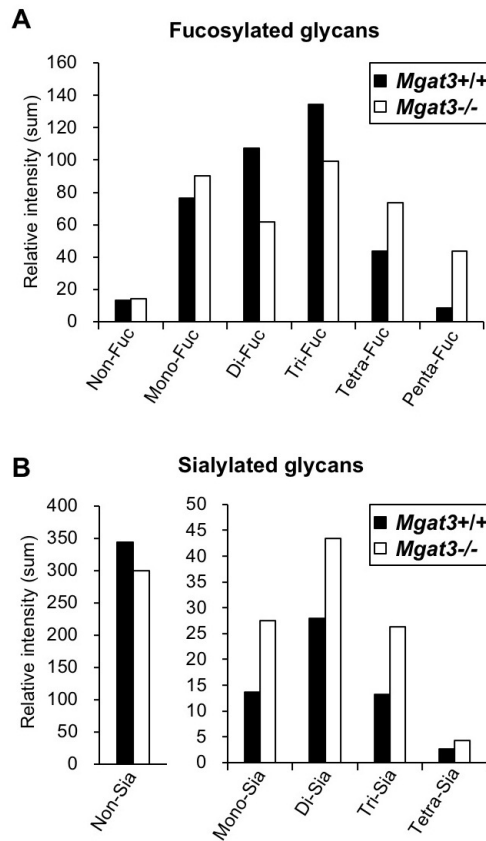 A
Fucosylated glycans
Relative intensity (sum)
160
140
120
100
80
60
40
20
0
Mgat3+/+
Mgat3-/-
Non-Fuc
Mono-Fuc
Di-Fuc
Tri-Fuc
Tetra-Fuc
Penta-Fuc
B
Sialylated glycans
Relative intensity (sum)
400
350
300
250
200
150
100
50
0
Non-Sia
50
45
40
35
30
25
20
15
10
5
0
Mgat3+/+
Mgat3-/-
Mono-Sia
Di-Sia
Tri-Sia
Tetra-Sia